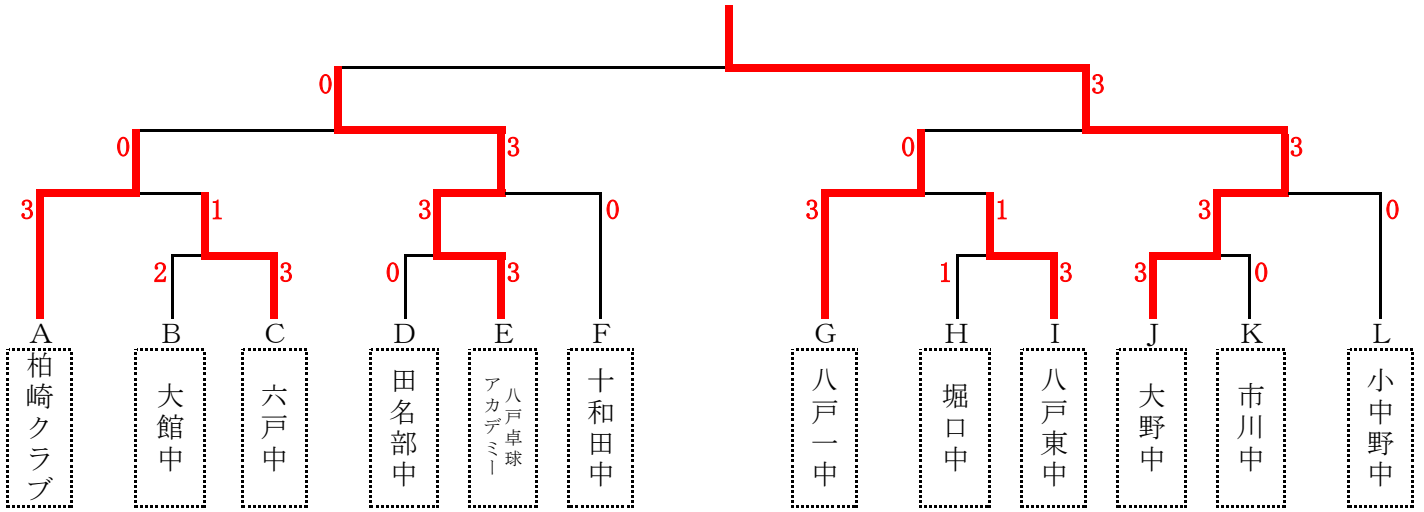 0 3
0 3 0 3
3 1 3 0 3 1 3 0
2 3 0 3 1 3 3 0
A B C D E F G H I J K L
柏崎クラブ
大館中
六戸中
田名部中
八戸卓球
アカデミー
十和田中
八戸一中
堀口中
八戸東中
大野中
市川中
小中野中